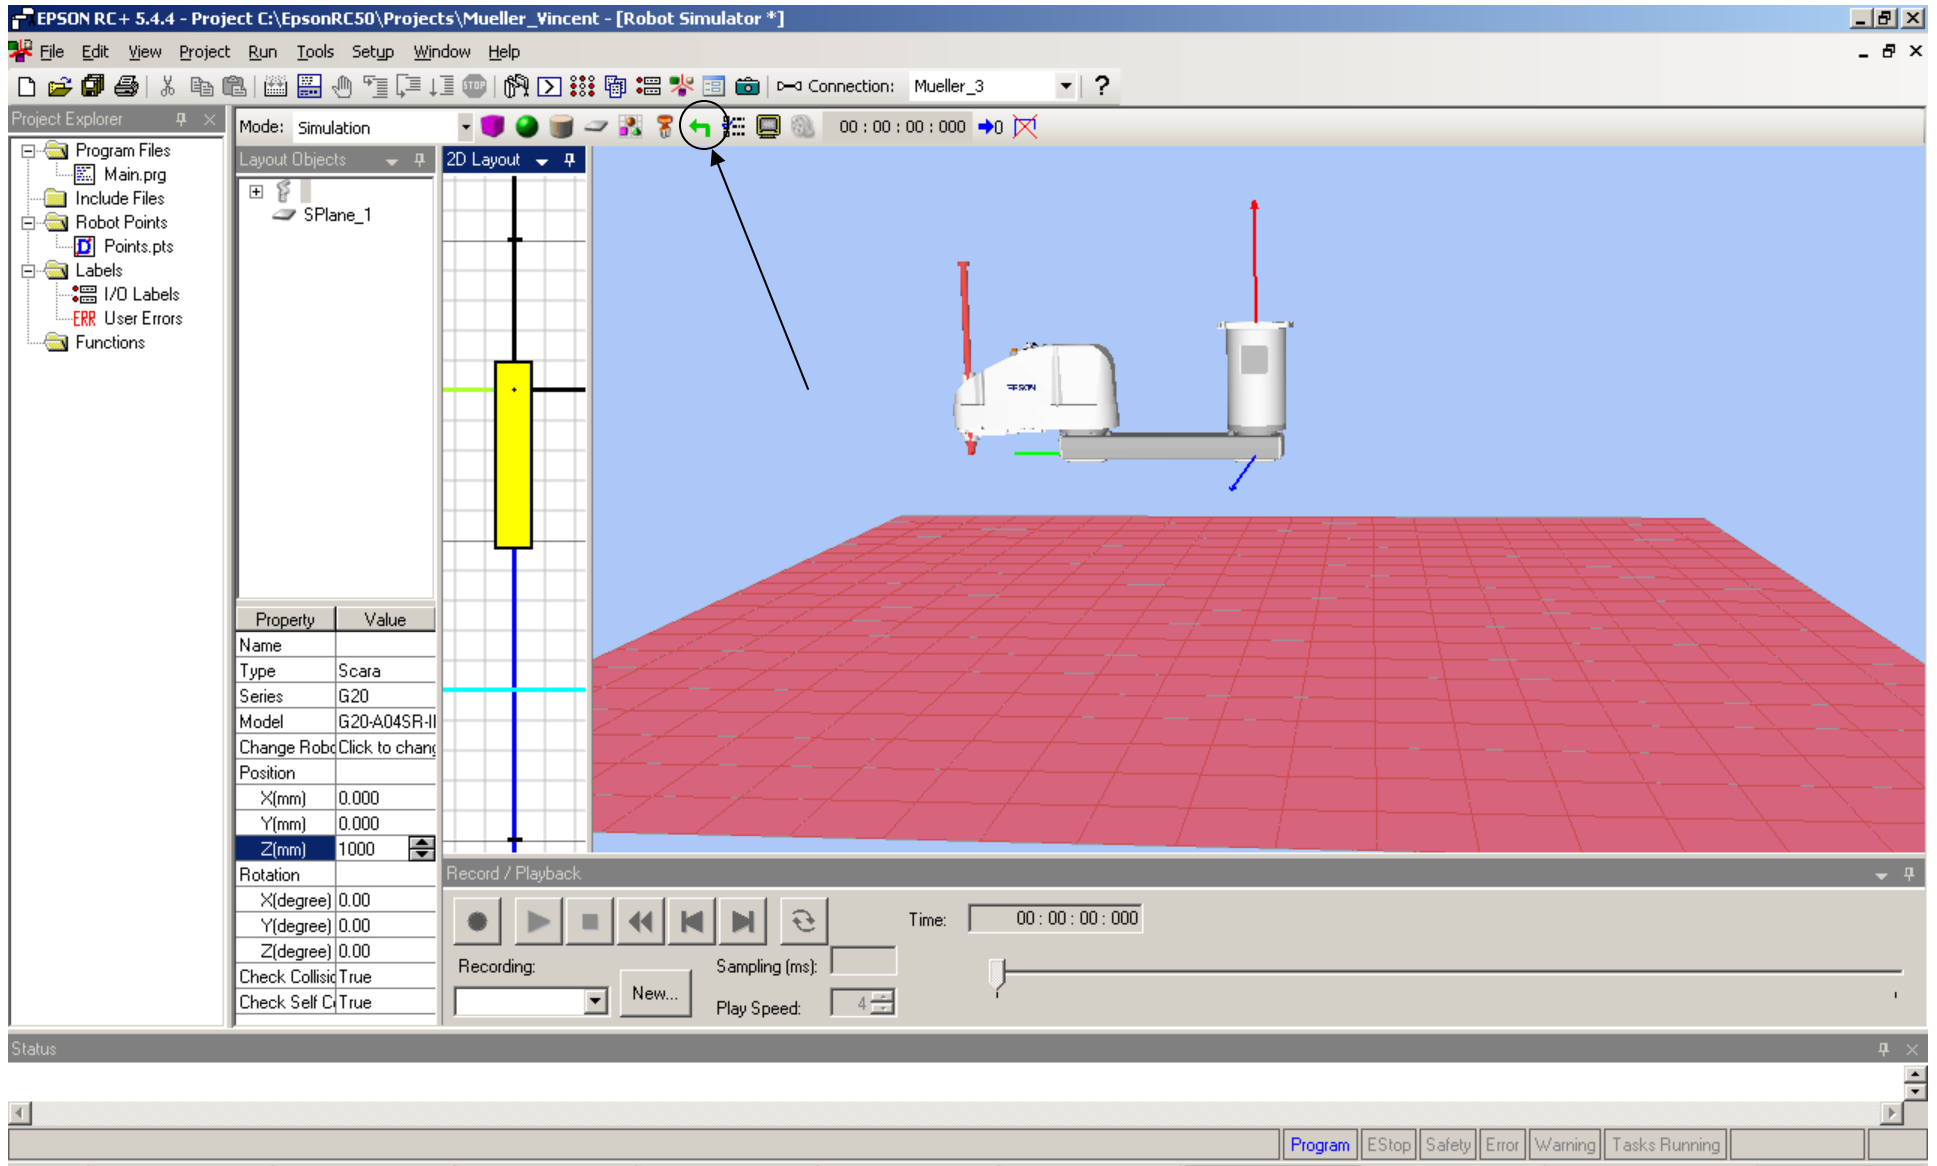 EPSON RC+ 5.4.4 - Project C:\EpsonRC50\Projects\Mueller_Vincent - [Robot Simulator *]
File Edit View Project Run Tools Setup Window Help
STOP Connection: Mueller_3 ?
Project Explorer
Program Files
Main.prg
Include Files
Robot Points
Points.pts
Labels
I/O Labels
ERR User Errors
Functions
Mode: Simulation 00 : 00 : 00 : 000 0
Layout Objects
SPlane_1
2D Layout
EPSON
Property Value
Name
Type Scara
Series G20
Model G20-A04SR-II
Change Robo Click to chang
Position
X(mm) 0.000
Y(mm) 0.000
Z(mm) 1000
Rotation
X(degree) 0.00
Y(degree) 0.00
Z(degree) 0.00
Check Collisio True
Check Self Co True
Record / Playback
Time: 00 : 00 : 00 : 000
Recording:
New...
Sampling (ms):
Play Speed: 4
Status
Program EStop Safety Error Warning Tasks Running